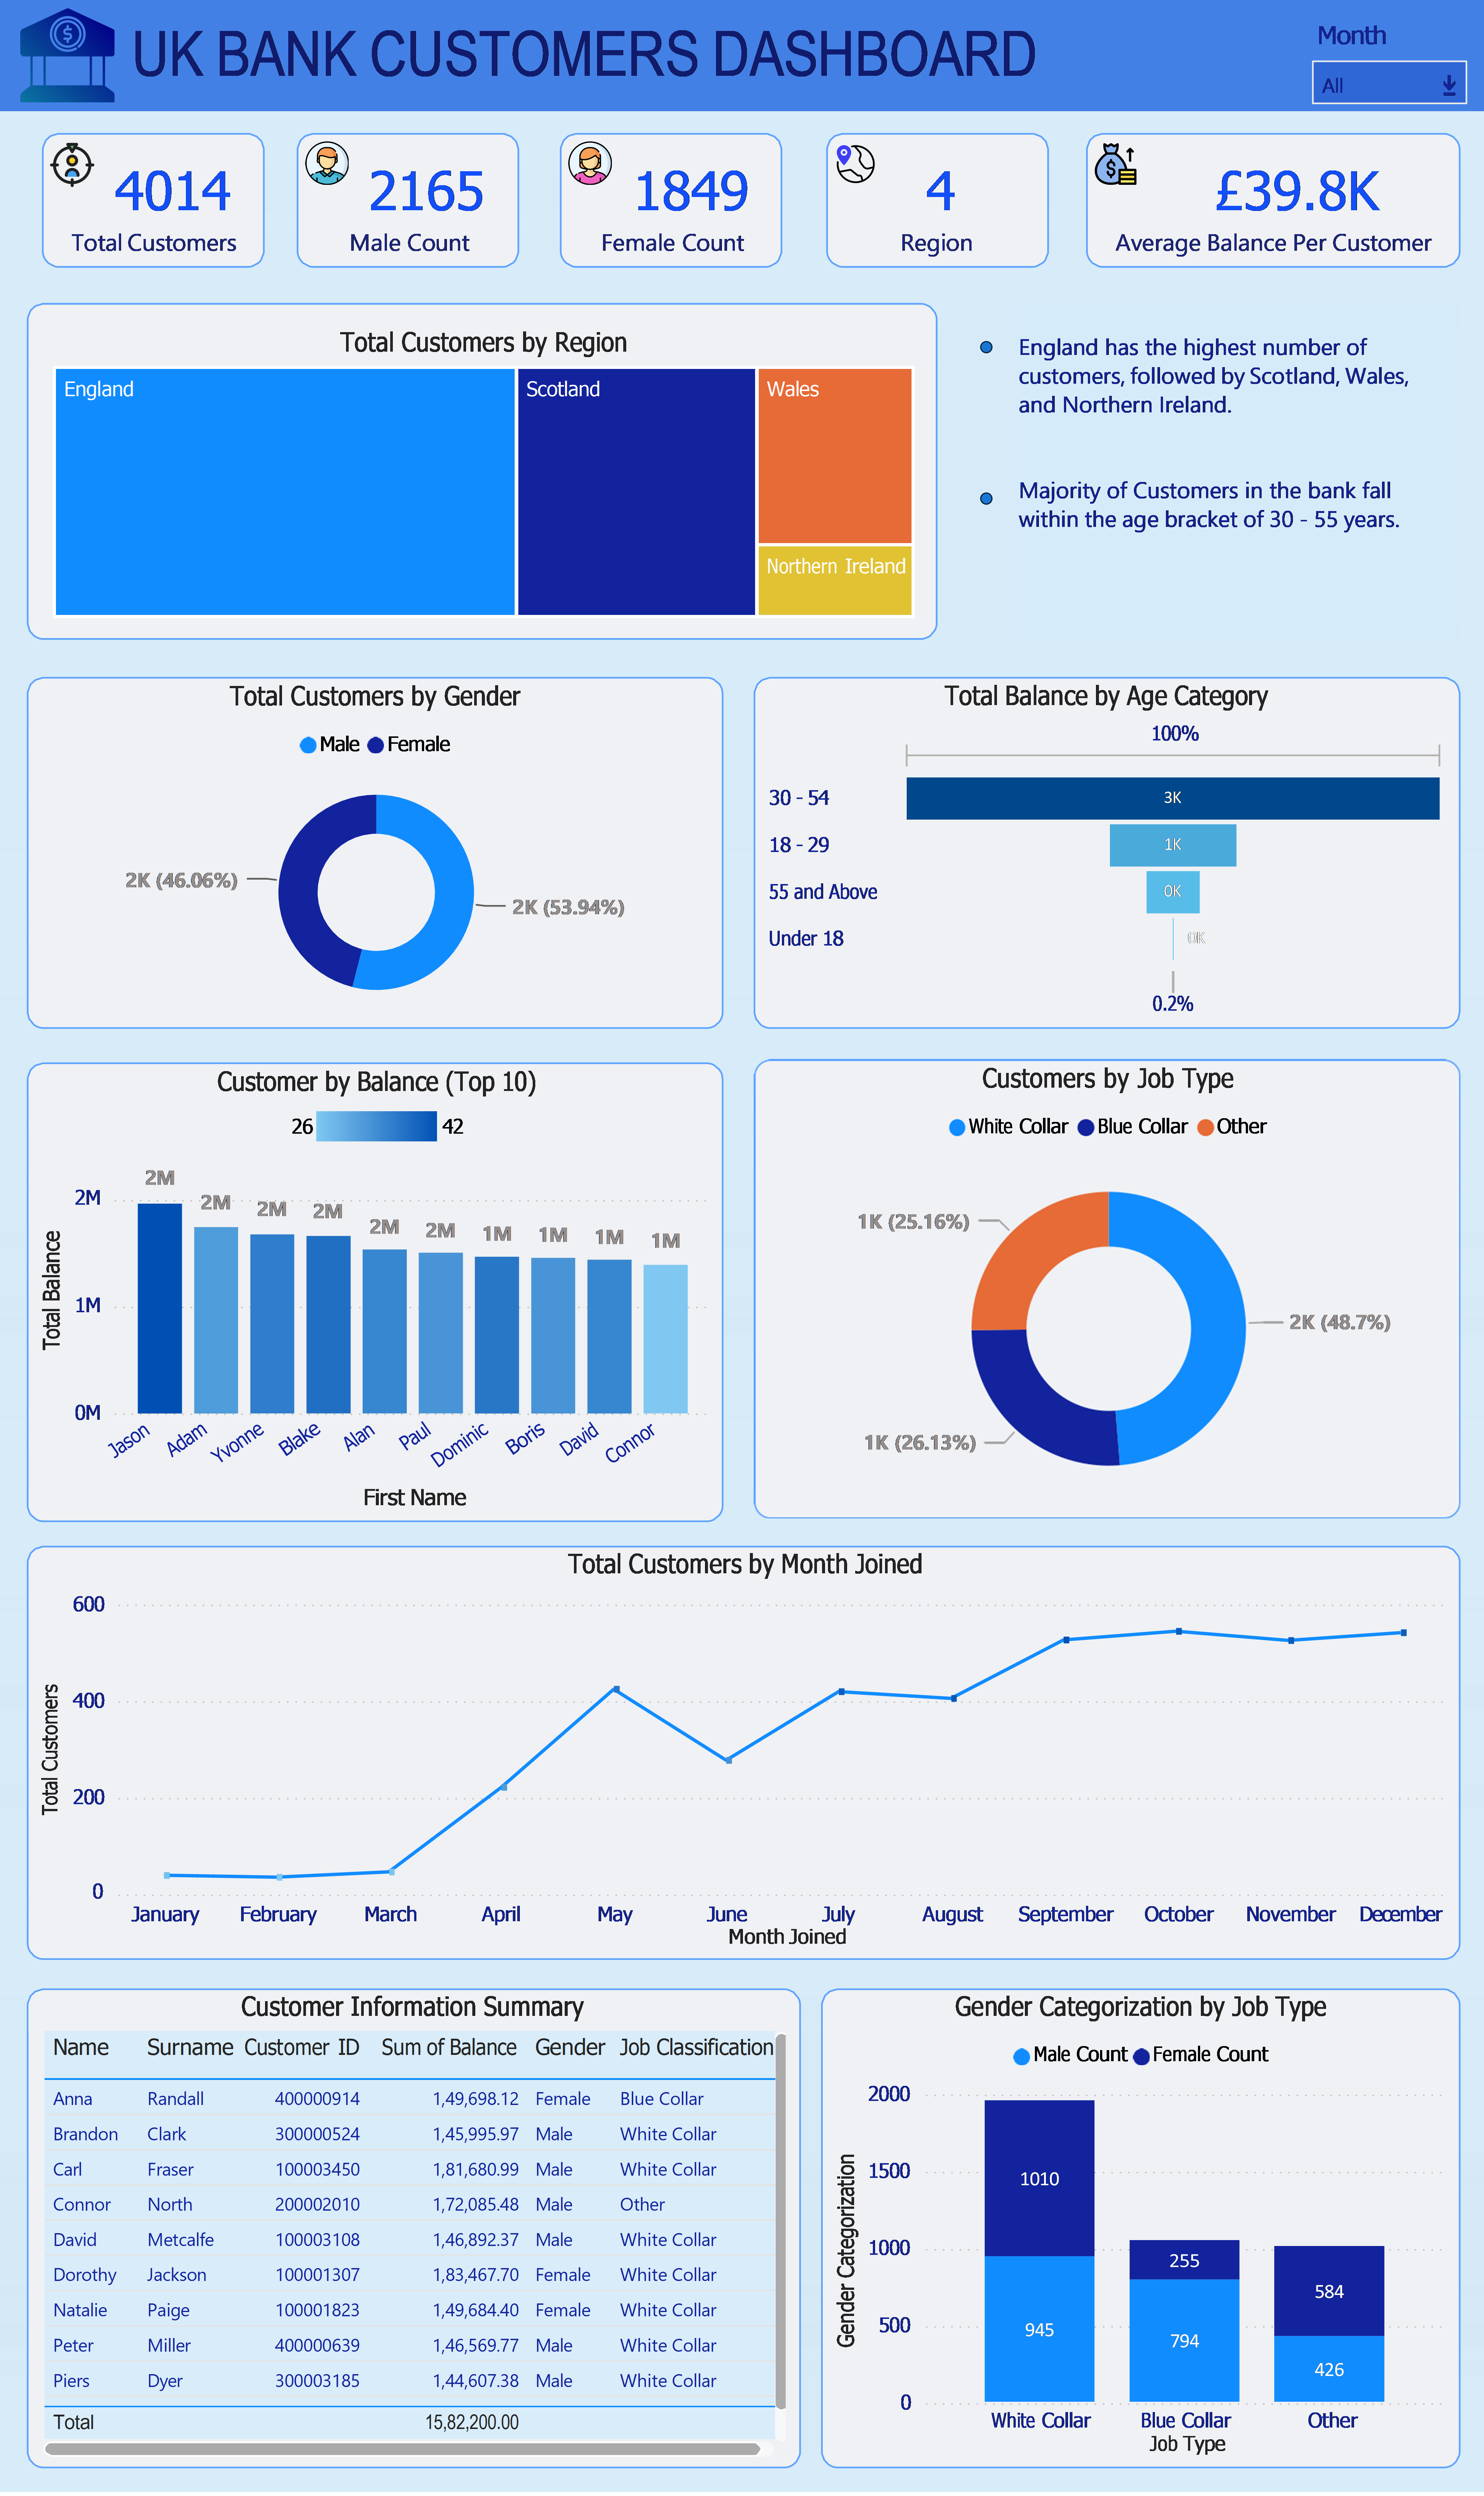 UK BANK CUSTOMERS DASHBOARD
Month
All
4014
Total Customers
2165
Male Count
1849
Female Count
4
Region
£39.8K
Average Balance Per Customer
Total Customers by Region
England
Scotland
Wales
Northern Ireland
England has the highest number of
customers, followed by Scotland, Wales,
and Northern Ireland.
Majority of Customers in the bank fall
within the age bracket of 30 - 55 years.
Total Customers by Gender
Male Female
2K (46.06%)
2K (53.94%)
Total Balance by Age Category
100%
30 - 54 3K
18 - 29 1K
55 and Above 0K
Under 18 0K
0.2%
Customer by Balance (Top 10)
26 42
Total Balance
2M
1M
0M
2M 2M 2M 2M 2M 2M 1M 1M 1M 1M
Jason Adam Yvonne Blake Alan Paul Dominic Boris David Connor
First Name
Customers by Job Type
White Collar Blue Collar Other
1K (25.16%)
2K (48.7%)
1K (26.13%)
Total Customers by Month Joined
Total Customers
600
400
200
0
January February March April May June July August September October November December
Month Joined
Customer Information Summary
Name Surname Customer ID Sum of Balance Gender Job Classification
Anna Randall 400000914 1,49,698.12 Female Blue Collar
Brandon Clark 300000524 1,45,995.97 Male White Collar
Carl Fraser 100003450 1,81,680.99 Male White Collar
Connor North 200002010 1,72,085.48 Male Other
David Metcalfe 100003108 1,46,892.37 Male White Collar
Dorothy Jackson 100001307 1,83,467.70 Female White Collar
Natalie Paige 100001823 1,49,684.40 Female White Collar
Peter Miller 400000639 1,46,569.77 Male White Collar
Piers Dyer 300003185 1,44,607.38 Male White Collar
Total 15,82,200.00
Gender Categorization by Job Type
Male Count Female Count
Gender Categorization
2000
1500
1000
500
0
1010
945
255
794
584
426
White Collar Blue Collar Other
Job Type